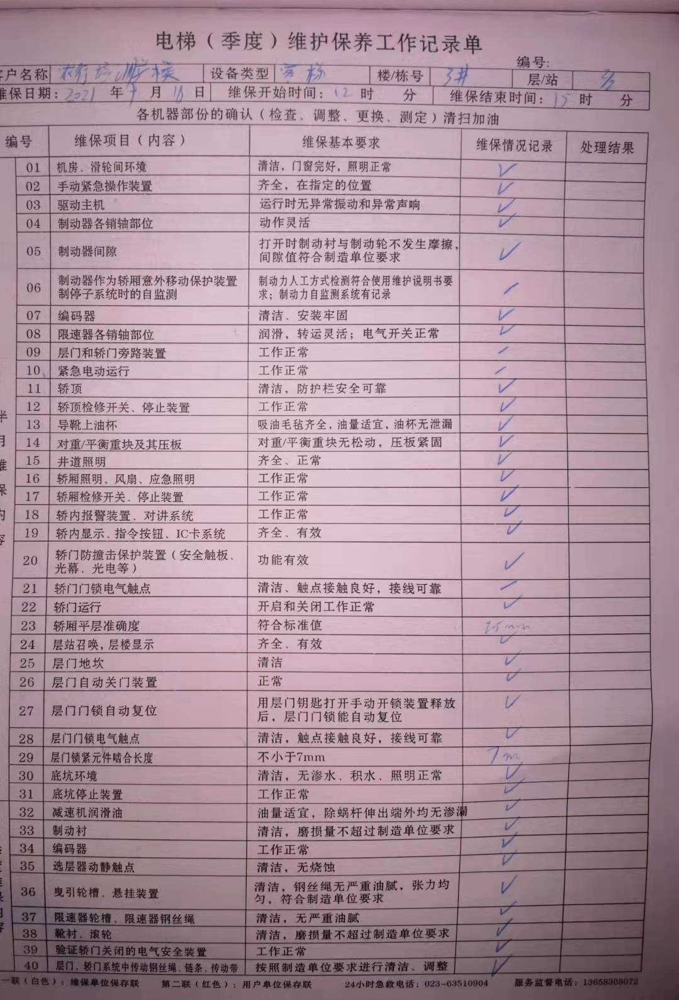 电梯（季度）维护保养工作记录单
编号:
客户名称 农行培训学校 设备类型 客梯 楼/栋号 3# 层/站
维保日期: 2021 年 月 18 日 维保开始时间: 12 时 分 维保结束时间: 15 时 分
各机器部份的确认（检查、调整、更换、测定）清扫加油
编号 维保项目（内容） 维保基本要求 维保情况记录 处理结果
01 机房、滑轮间环境 清洁，门窗完好，照明正常 ✓
02 手动紧急操作装置 齐全，在指定的位置 ✓
03 驱动主机 运行时无异常振动和异常声响 ✓
04 制动器各销轴部位 动作灵活 ✓
05 制动器间隙 打开时制动衬与制动轮不发生摩擦，
间隙值符合制造单位要求 ✓
06 制动器作为轿厢意外移动保护装置 制动力人工方式检测符合使用维护说明书要
制停子系统时的自监测 求；制动力自监测系统有记录 /
07 编码器 清洁、安装牢固 ✓
08 限速器各销轴部位 润滑，转运灵活；电气开关正常 ✓
09 层门和轿门旁路装置 工作正常 /
10 紧急电动运行 工作正常 /
11 轿顶 清洁，防护栏安全可靠 ✓
12 轿顶检修开关、停止装置 工作正常 ✓
13 导靴上油杯 吸油毛毡齐全，油量适宜，油杯无泄漏 ✓
14 对重/平衡重块及其压板 对重/平衡重块无松动，压板紧固 ✓
15 井道照明 齐全、正常 ✓
16 轿厢照明、风扇、应急照明 工作正常 ✓
17 轿厢检修开关、停止装置 工作正常 ✓
18 轿内报警装置、对讲系统 工作正常 ✓
19 轿内显示、指令按钮、IC卡系统 齐全、有效 ✓
20 轿门防撞击保护装置（安全触板、
光幕、光电等） 功能有效 ✓
21 轿门门锁电气触点 清洁、触点接触良好，接线可靠 /
22 轿门运行 开启和关闭工作正常 ✓
23 轿厢平层准确度 符合标准值
24 层站召唤，层楼显示 齐全、有效 ✓
25 层门地坎 清洁 ✓
26 层门自动关门装置 正常 ✓
27 层门门锁自动复位 用层门钥匙打开手动开锁装置释放
后，层门门锁能自动复位 ✓
28 层门门锁电气触点 清洁，触点接触良好，接线可靠 ✓
29 层门锁紧元件啮合长度 不小于7mm 7m
30 底坑环境 清洁，无渗水、积水、照明正常 ✓
31 底坑停止装置 工作正常 ✓
32 减速机润滑油 油量适宜，除蜗杆伸出端外均无渗漏 ✓
33 制动衬 清洁，磨损量不超过制造单位要求 ✓
34 编码器 工作正常 ✓
35 选层器动静触点 清洁，无烧蚀 ✓
36 曳引轮槽、悬挂装置 清洁，钢丝绳无严重油腻，张力均
匀，符合制造单位要求 ✓
37 限速器轮槽、限速器钢丝绳 清洁，无严重油腻 ✓
38 靴衬、滚轮 清洁，磨损量不超过制造单位要求 ✓
39 验证轿门关闭的电气安全装置 工作正常 ✓
40 层门、轿门系统中传动钢丝绳、链条、传动带 按照制造单位要求进行清洁、调整 ✓
半月维保内容
一联（白色）：维保单位保存联 第二联（红色）：用户单位保存联 24小时急救电话：023-63510904 服务监督电话：13658308072